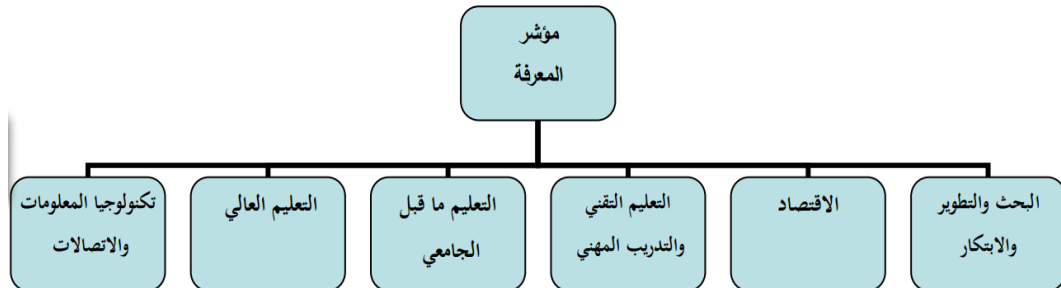 مؤشر
المعرفة
البحث والتطوير
والابتكار
الاقتصاد
التعليم التقني
والتدريب المهني
التعليم ما قبل
الجامعي
التعليم العالي
تكنولوجيا المعلومات
والاتصالات